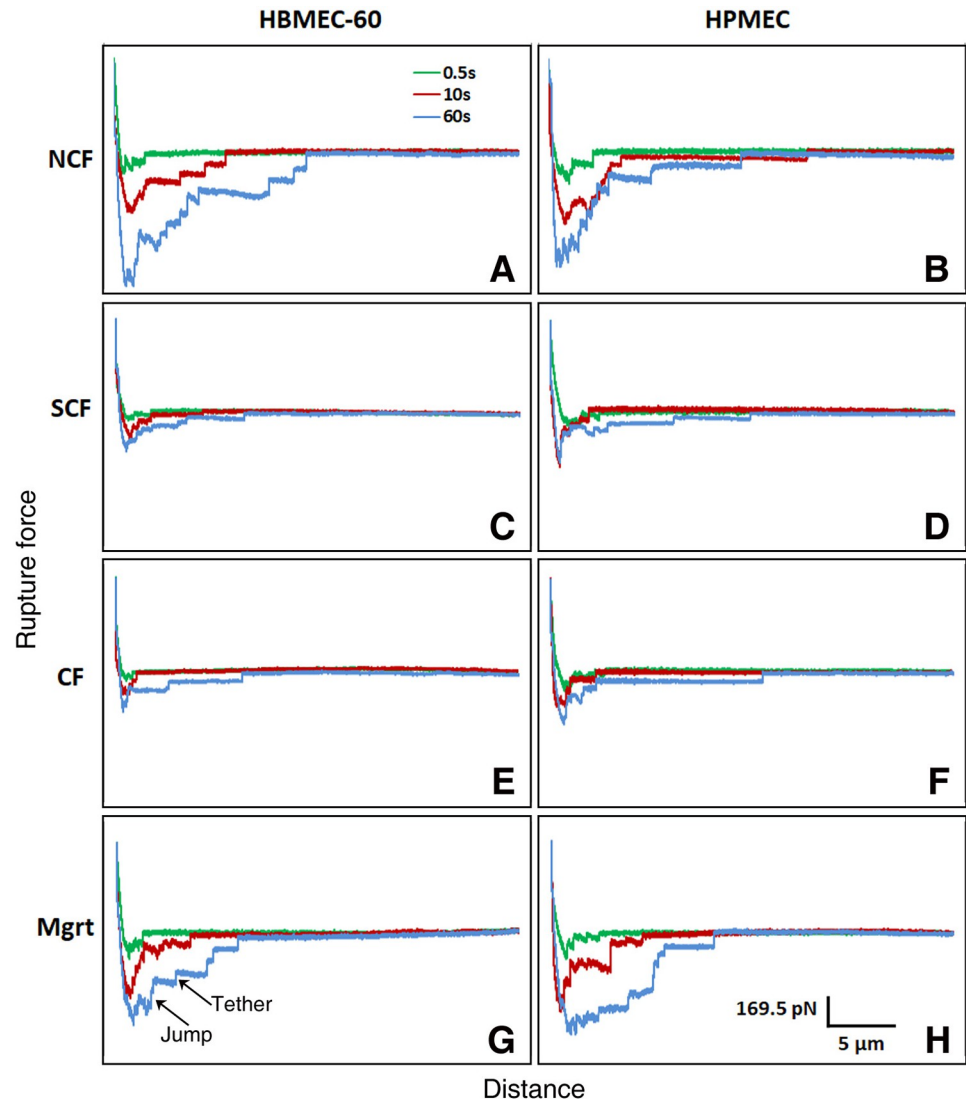 HBMEC-60 HPMEC
0.5s
10s
60s
NCF
A B
SCF
C D
Rupture force
CF
E F
Mgrt
Tether
Jump
169.5 pN
5 μm
G H
Distance